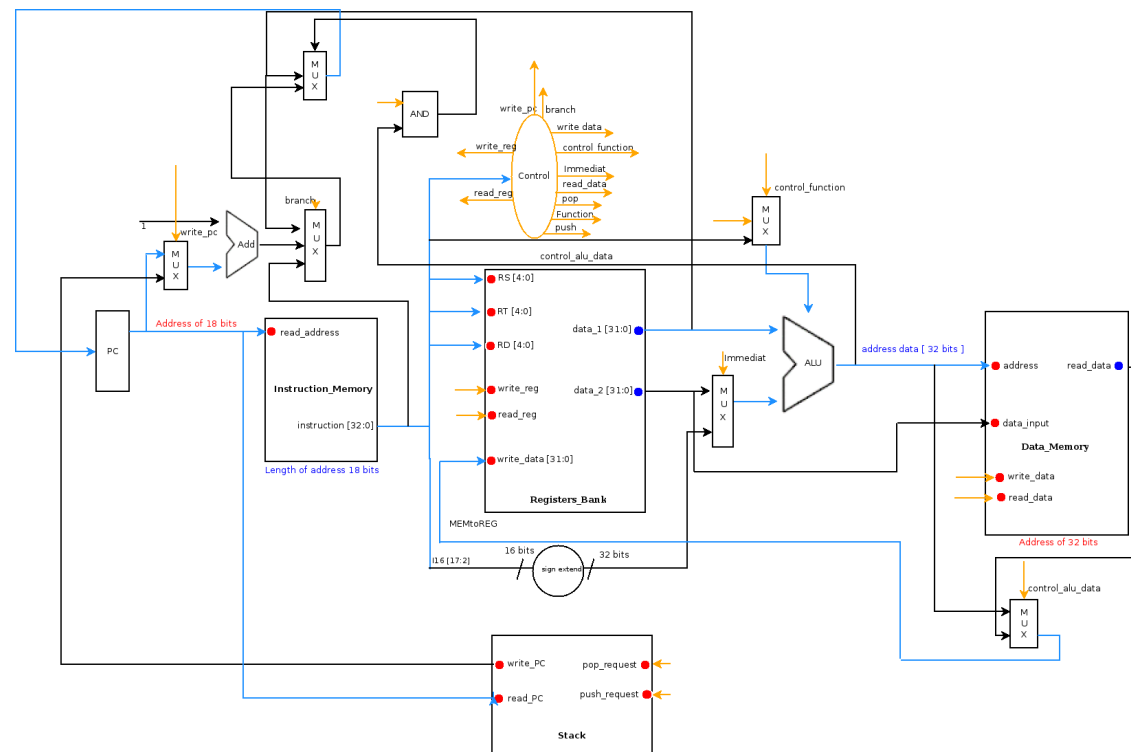 M
U
X
AND
write_pc
branch
write data
write_reg
control_function
Control
Immediat
read_data
read_reg
pop
Function
push
control_function
M
U
X
branch
1
write_pc
Add
M
U
X
M
U
X
control_alu_data
RS [4:0]
RT [4:0]
RD [4:0]
write_reg
read_reg
write_data [31:0]
data_1 [31:0]
data_2 [31:0]
Registers_Bank
PC
Address of 18 bits
read_address
Instruction_Memory
instruction [32:0]
Length of address 18 bits
Immediat
M
U
X
ALU
address data [ 32 bits ]
address
read_data
data_input
Data_Memory
write_data
read_data
Address of 32 bits
MEMtoREG
I16 [17:2]
16 bits
sign extend
32 bits
control_alu_data
M
U
X
write_PC
pop_request
read_PC
push_request
Stack